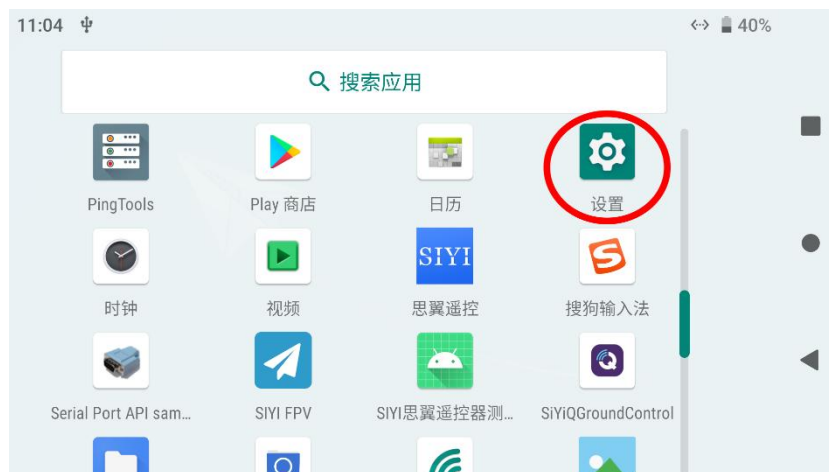 11:04
40%
搜索应用
PingTools
Play 商店
日历
设置
SIYI
时钟
视频
思翼遥控
搜狗输入法
Serial Port API sam...
SIYI FPV
SIYI思翼遥控器测...
SiYiQGroundControl